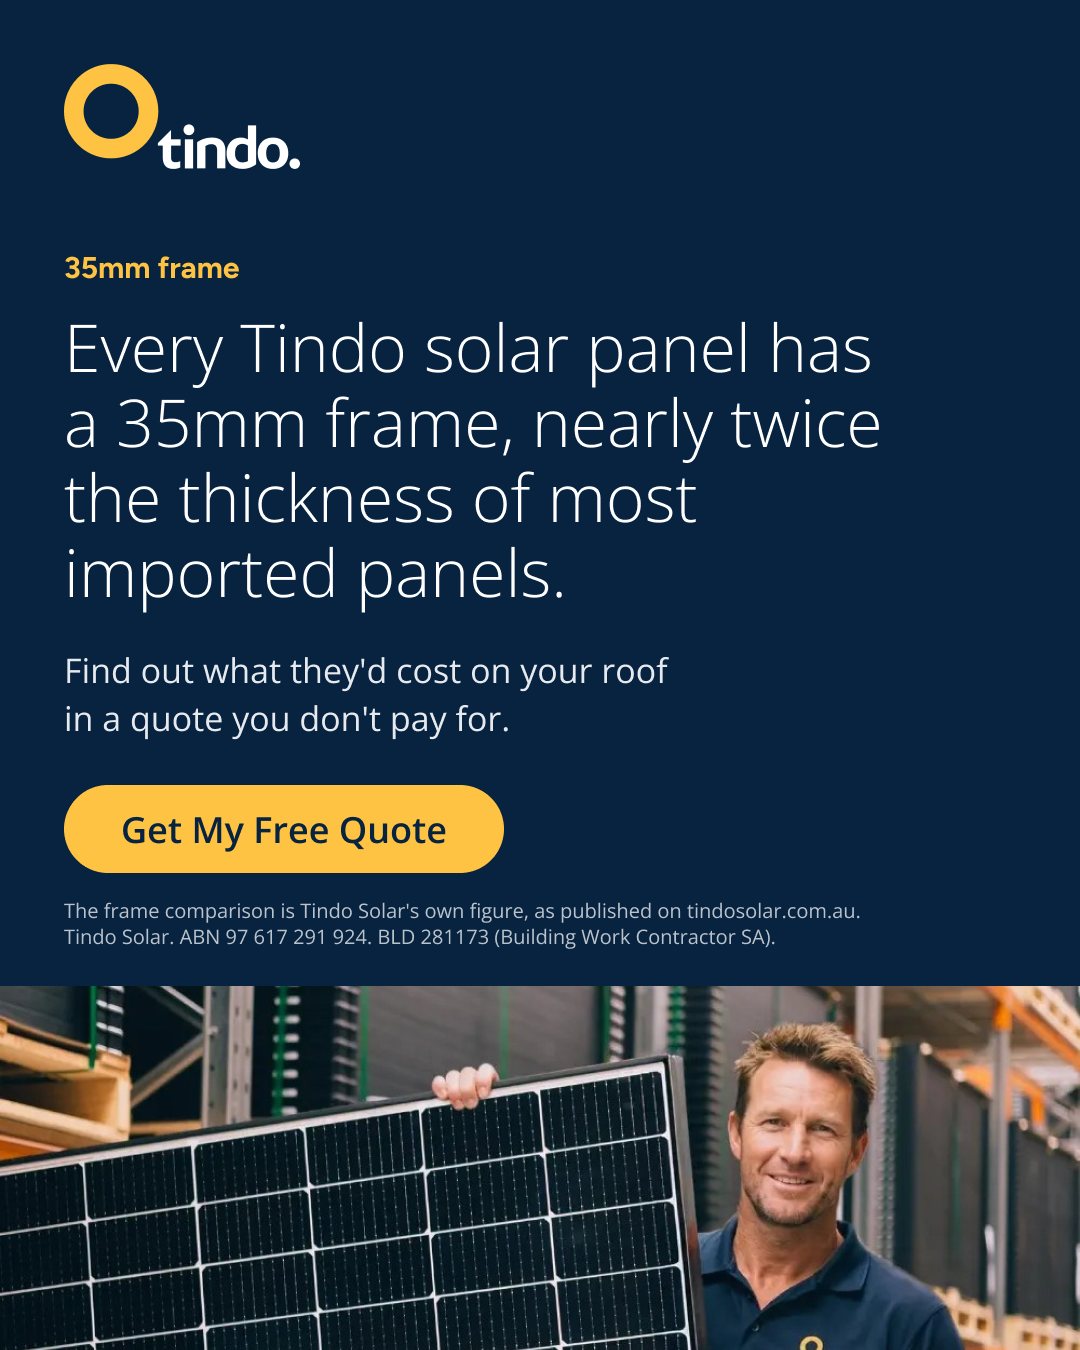 tindo.
35mm frame
Every Tindo solar panel has
a 35mm frame, nearly twice
the thickness of most
imported panels.
Find out what they'd cost on your roof
in a quote you don't pay for.
Get My Free Quote
The frame comparison is Tindo Solar's own figure, as published on tindosolar.com.au.
Tindo Solar. ABN 97 617 291 924. BLD 281173 (Building Work Contractor SA).